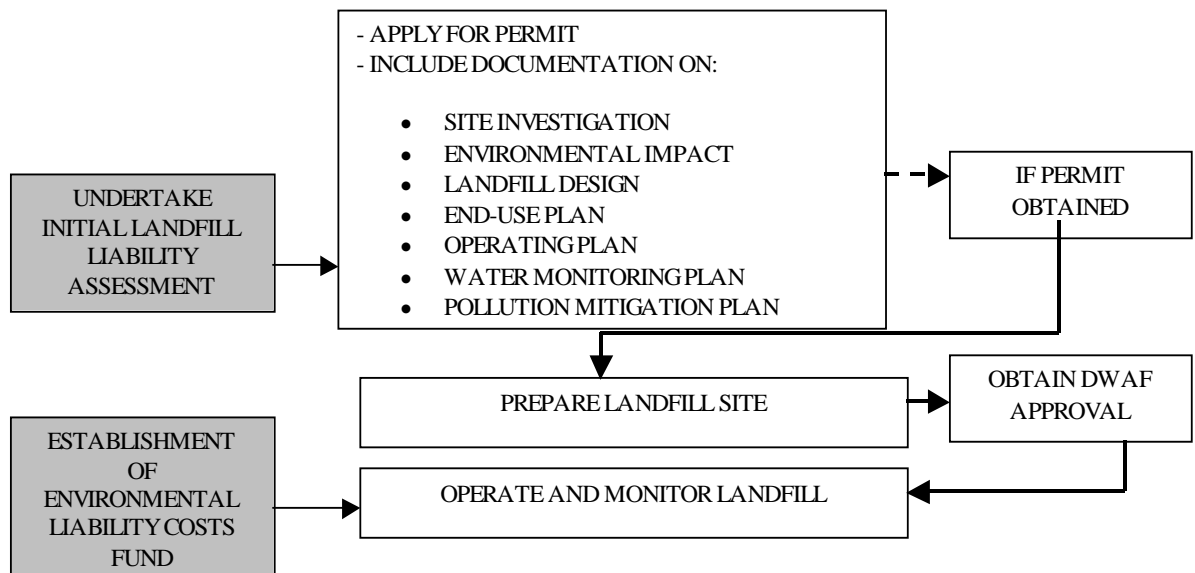 - APPLY FOR PERMIT
- INCLUDE DOCUMENTATION ON:
• SITE INVESTIGATION
• ENVIRONMENTAL IMPACT
• LANDFILL DESIGN
• END-USE PLAN
• OPERATING PLAN
• WATER MONITORING PLAN
• POLLUTION MITIGATION PLAN
UNDERTAKE
INITIAL LANDFILL
LIABILITY
ASSESSMENT
IF PERMIT
OBTAINED
PREPARE LANDFILL SITE
OBTAIN DWAF
APPROVAL
ESTABLISHMENT
OF
ENVIRONMENTAL
LIABILITY COSTS
FUND
OPERATE AND MONITOR LANDFILL